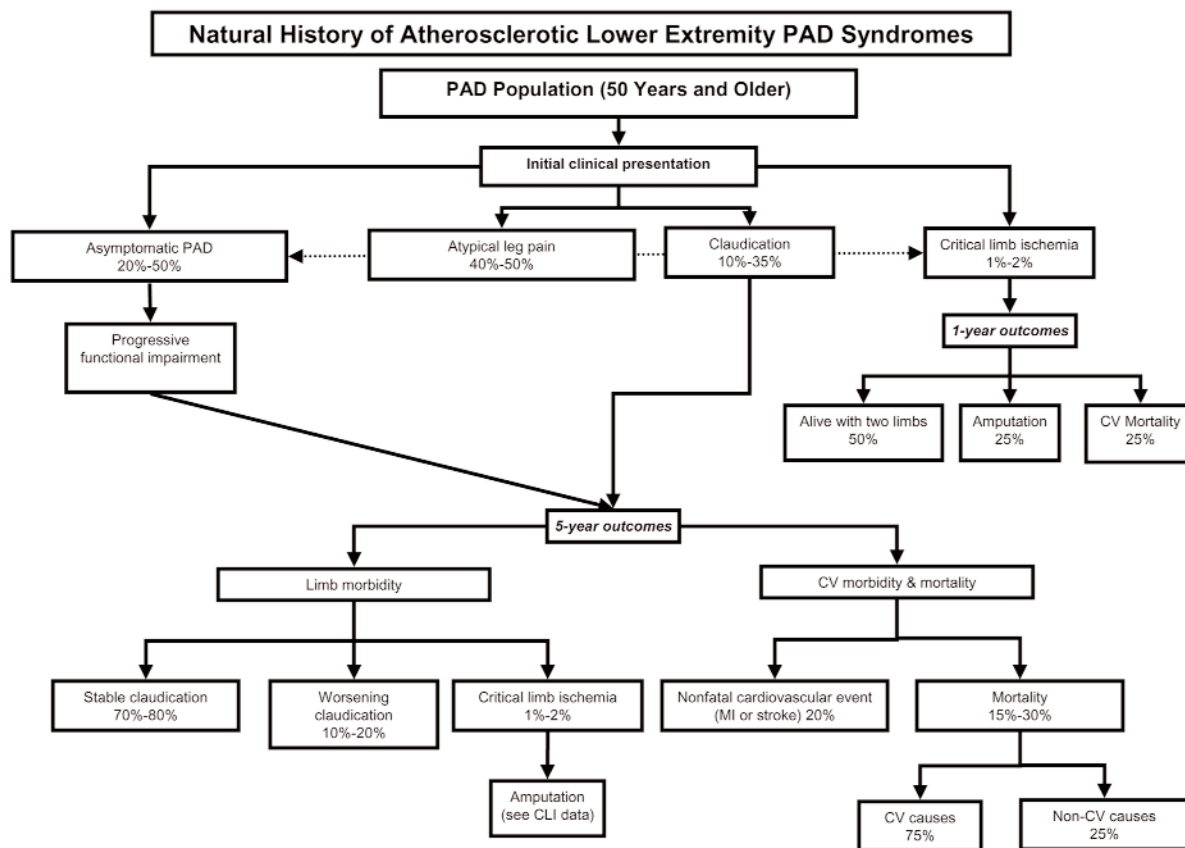 Natural History of Atherosclerotic Lower Extremity PAD Syndromes
PAD Population (50 Years and Older)
Initial clinical presentation
Asymptomatic PAD
20%-50%
Atypical leg pain
40%-50%
Claudication
10%-35%
Critical limb ischemia
1%-2%
Progressive
functional impairment
1-year outcomes
Alive with two limbs
50%
Amputation
25%
CV Mortality
25%
5-year outcomes
Limb morbidity
CV morbidity & mortality
Stable claudication
70%-80%
Worsening
claudication
10%-20%
Critical limb ischemia
1%-2%
Nonfatal cardiovascular event
(MI or stroke) 20%
Mortality
15%-30%
Amputation
(see CLI data)
CV causes
75%
Non-CV causes
25%